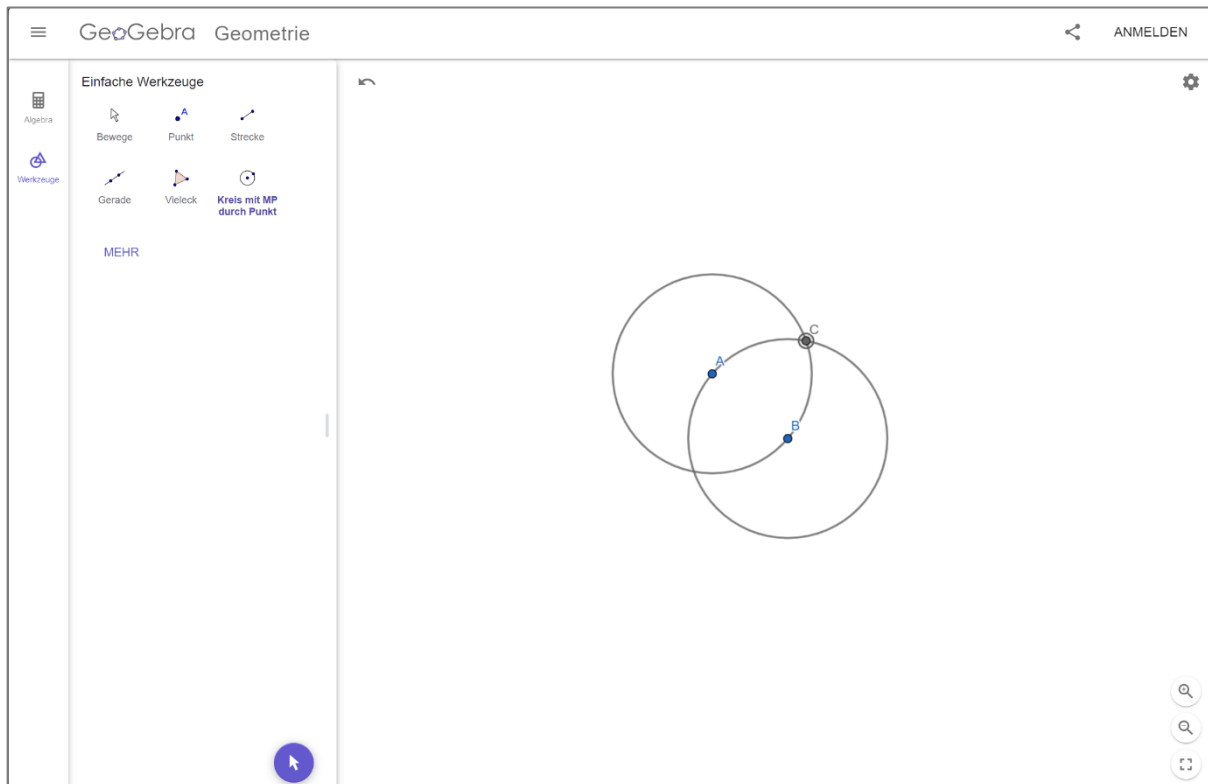 GeoGebra Geometrie
ANMELDEN
Algebra
Werkzeuge
Einfache Werkzeuge
A
Bewege Punkt Strecke
Gerade Vieleck Kreis mit MP
durch Punkt
MEHR
C
A
B